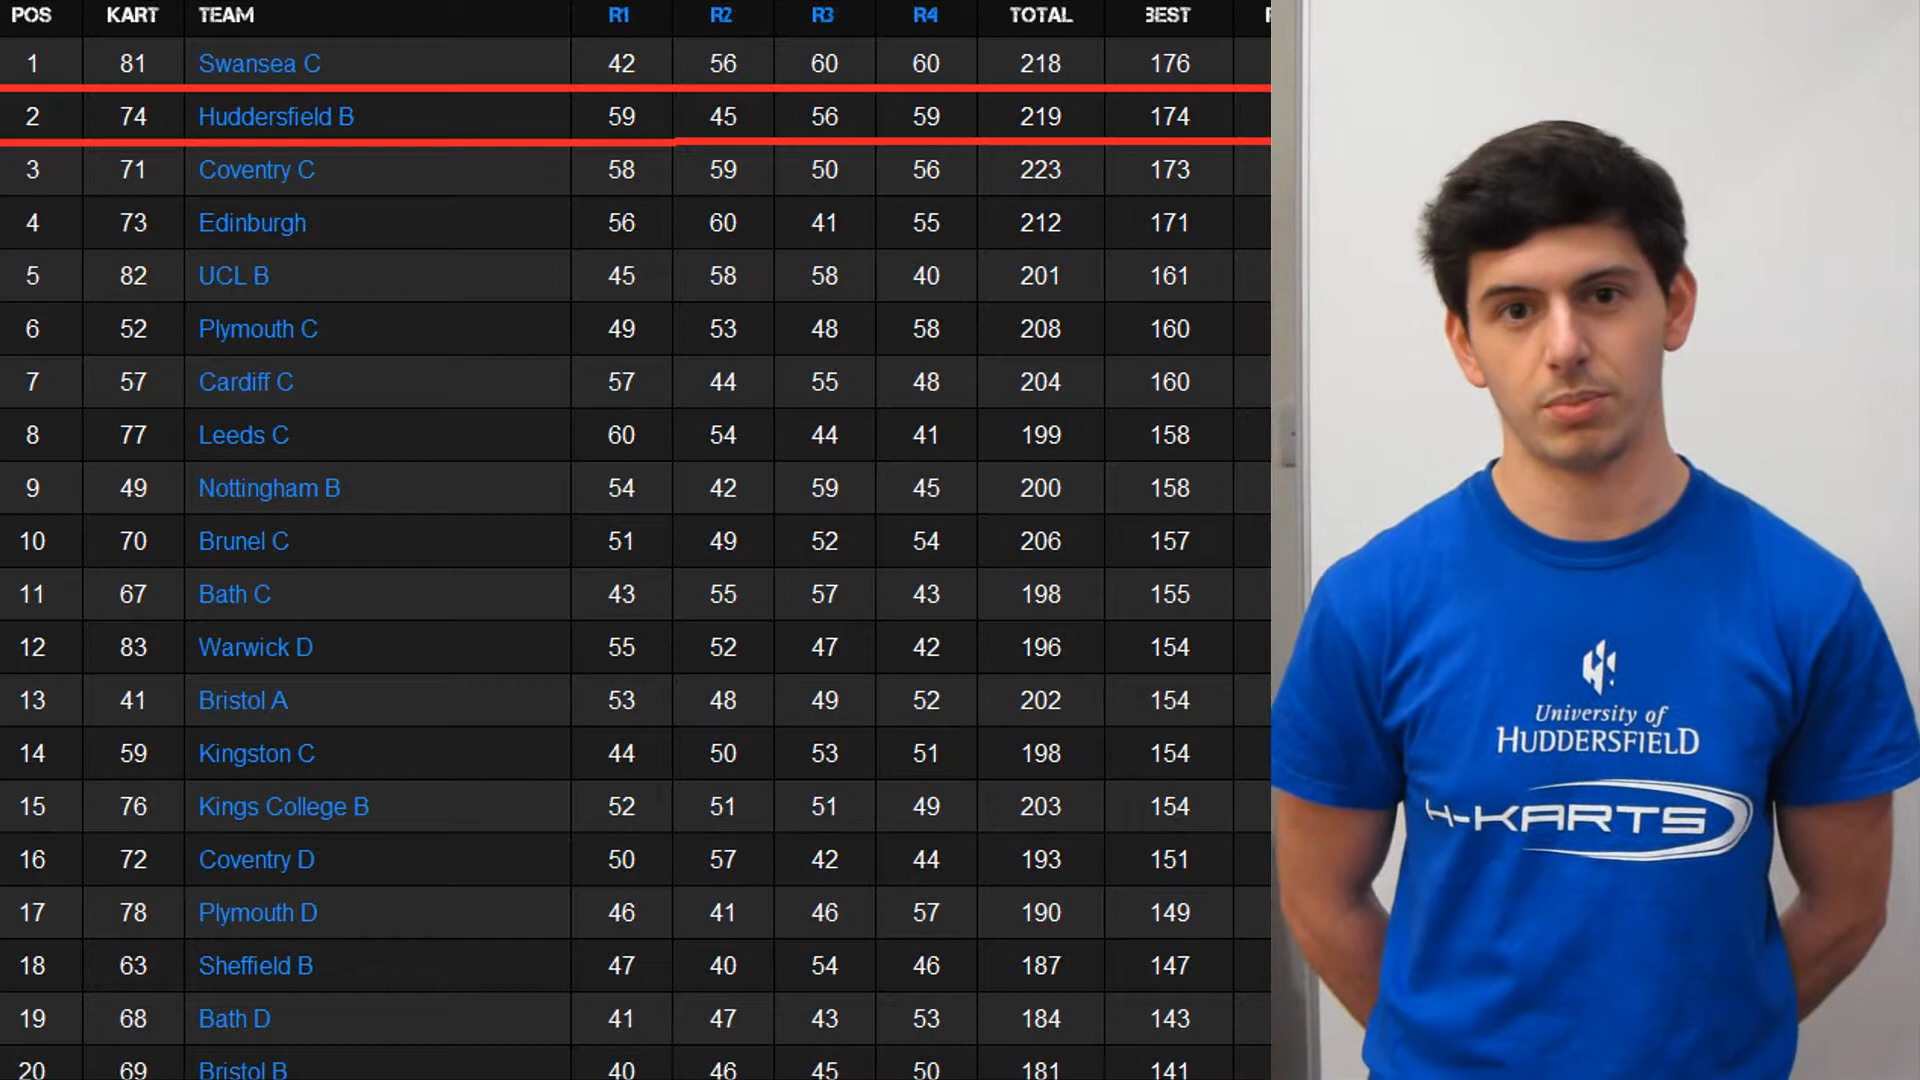 POS KART TEAM R1 R2 R3 R4 TOTAL BEST
1 81 Swansea C 42 56 60 60 218 176
2 74 Huddersfield B 59 45 56 59 219 174
3 71 Coventry C 58 59 50 56 223 173
4 73 Edinburgh 56 60 41 55 212 171
5 82 UCL B 45 58 58 40 201 161
6 52 Plymouth C 49 53 48 58 208 160
7 57 Cardiff C 57 44 55 48 204 160
8 77 Leeds C 60 54 44 41 199 158
9 49 Nottingham B 54 42 59 45 200 158
10 70 Brunel C 51 49 52 54 206 157
11 67 Bath C 43 55 57 43 198 155
12 83 Warwick D 55 52 47 42 196 154
13 41 Bristol A 53 48 49 52 202 154
14 59 Kingston C 44 50 53 51 198 154
15 76 Kings College B 52 51 51 49 203 154
16 72 Coventry D 50 57 42 44 193 151
17 78 Plymouth D 46 41 46 57 190 149
18 63 Sheffield B 47 40 54 46 187 147
19 68 Bath D 41 47 43 53 184 143
20 69 Bristol B 40 46 45 50 181 141
University of
HUDDERSFIELD
H-KARTS